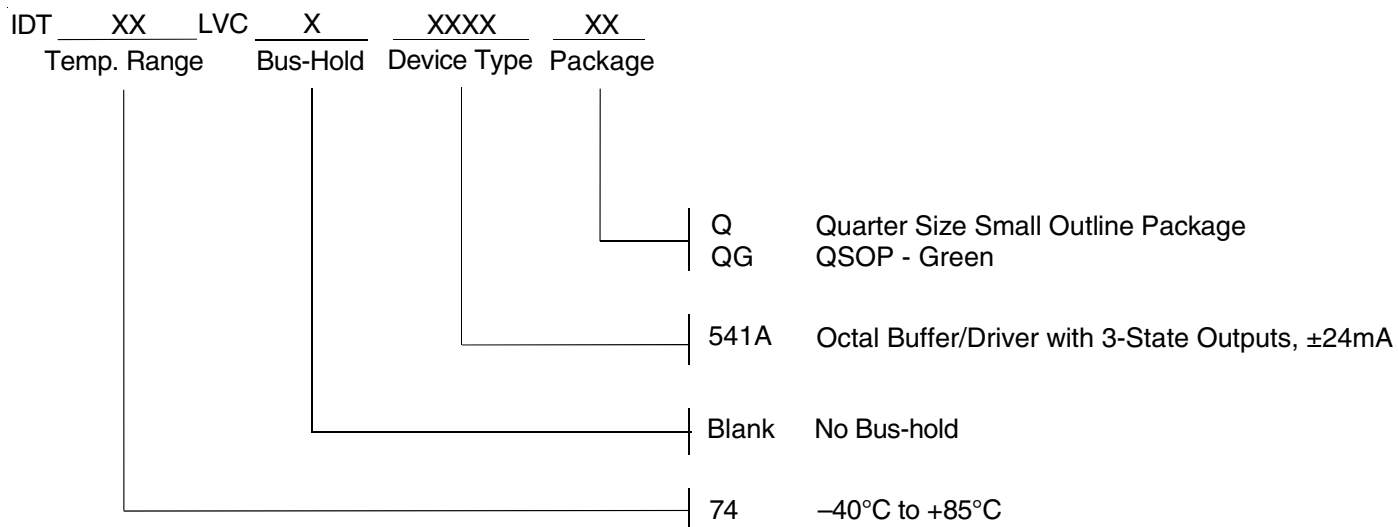 IDT XX LVC X XXXX XX
Temp. Range Bus-Hold Device Type Package
Q Quarter Size Small Outline Package
QG QSOP - Green
541A Octal Buffer/Driver with 3-State Outputs, ±24mA
Blank No Bus-hold
74 –40°C to +85°C